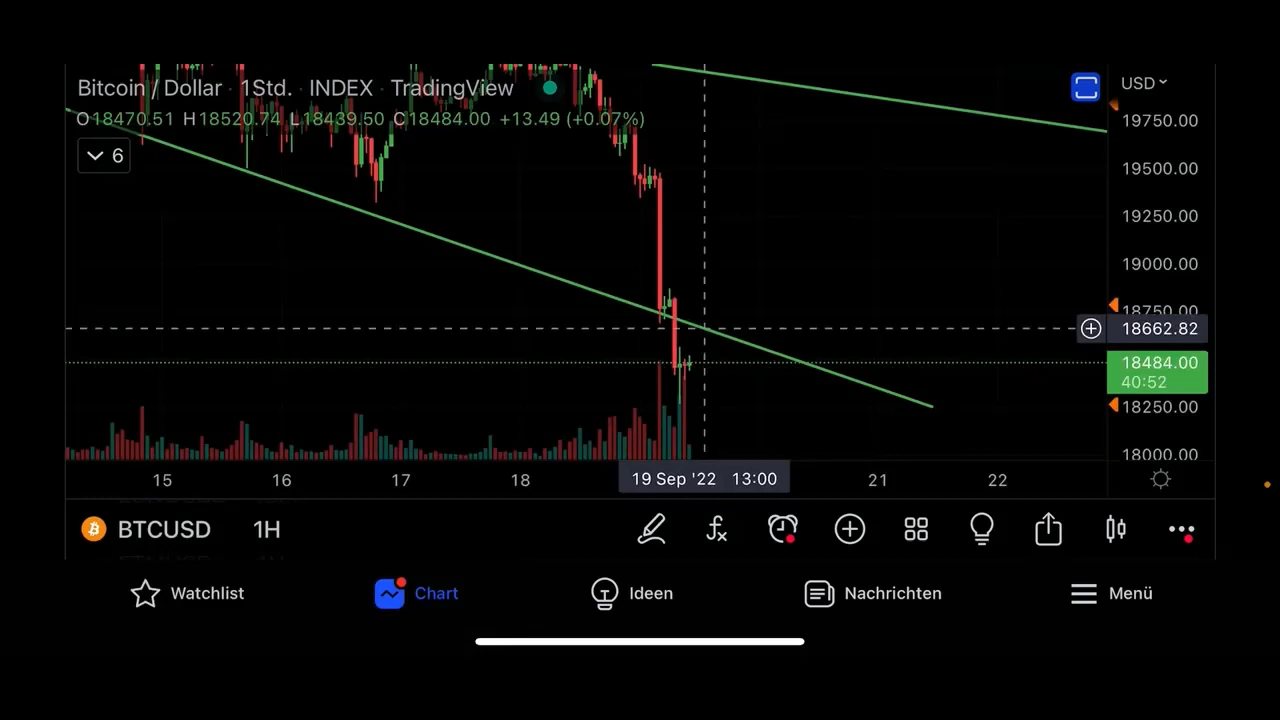 Bitcoin / Dollar · 1Std. · INDEX · TradingView
USD
O18470.51 H18520.74 L18439.50 C18484.00 +13.49 (+0.07%)
6
19750.00
19500.00
19250.00
19000.00
18750.00
18662.82
18484.00
40:52
18250.00
18000.00
15 16 17 18 19 Sep '22 13:00 21 22
BTCUSD 1H
Watchlist Chart Ideen Nachrichten Menü